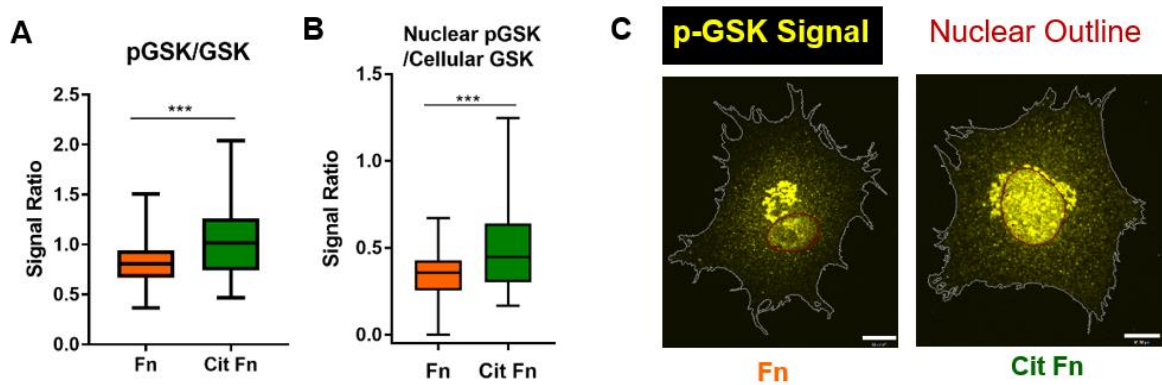 A
pGSK/GSK
Signal Ratio
2.5
2.0
1.5
1.0
0.5
0.0
***
Fn
Cit Fn
B
Nuclear pGSK
/Cellular GSK
Signal Ratio
1.5
1.0
0.5
0.0
***
Fn
Cit Fn
C
p-GSK Signal
Nuclear Outline
Fn
Cit Fn